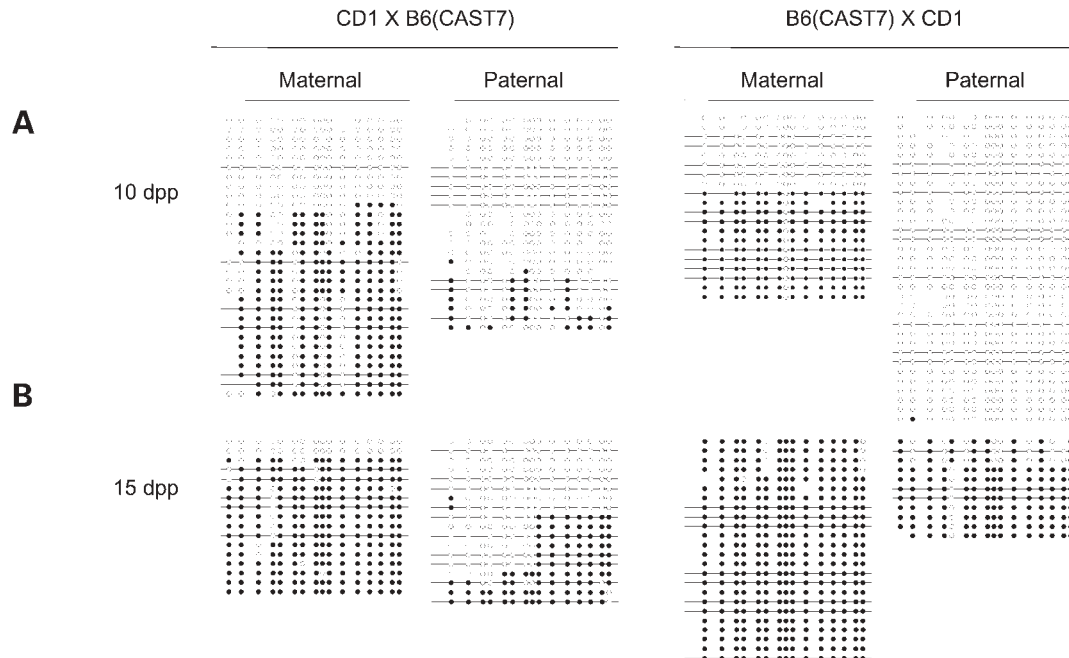 CD1 X B6(CAST7)
B6(CAST7) X CD1
Maternal
Paternal
Maternal
Paternal
A
10 dpp
B
15 dpp